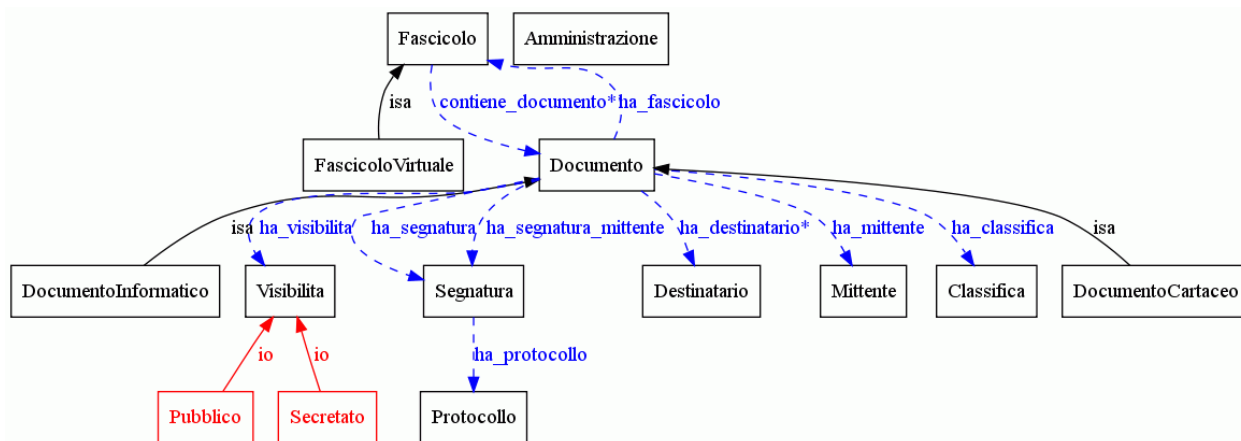 Fascicolo Amministrazione
isa contiene_documento* ha_fascicolo
FascicoloVirtuale Documento
isa ha_visibilita ha_segnatura ha_segnatura_mittente ha_destinatario* ha_mittente ha_classifica isa
DocumentoInformatico Visibilita Segnatura Destinatario Mittente Classifica DocumentoCartaceo
io io ha_protocollo
Pubblico Secretato Protocollo